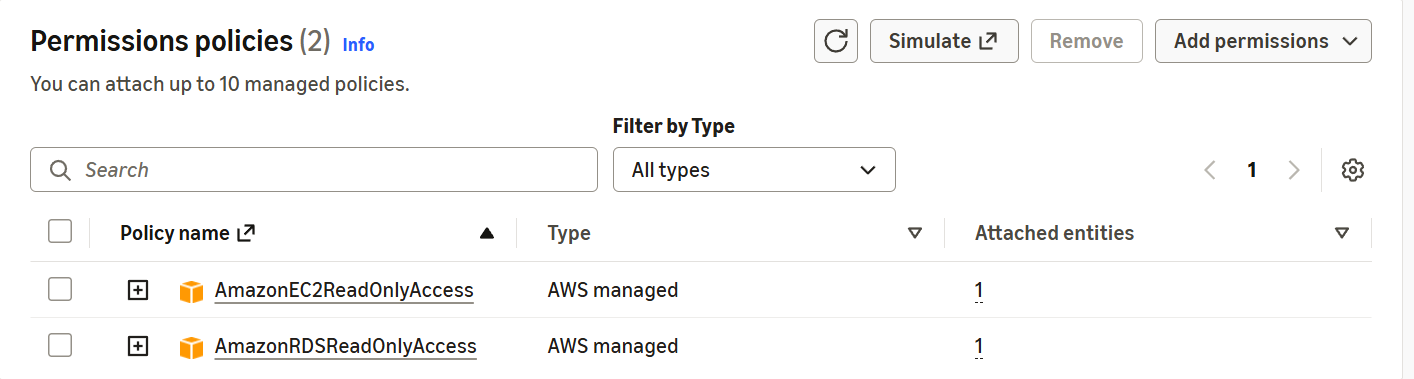 Permissions policies (2) Info
Simulate Remove Add permissions
You can attach up to 10 managed policies.
Filter by Type
Search All types 1
Policy name Type Attached entities
AmazonEC2ReadOnlyAccess AWS managed 1
AmazonRDSReadOnlyAccess AWS managed 1